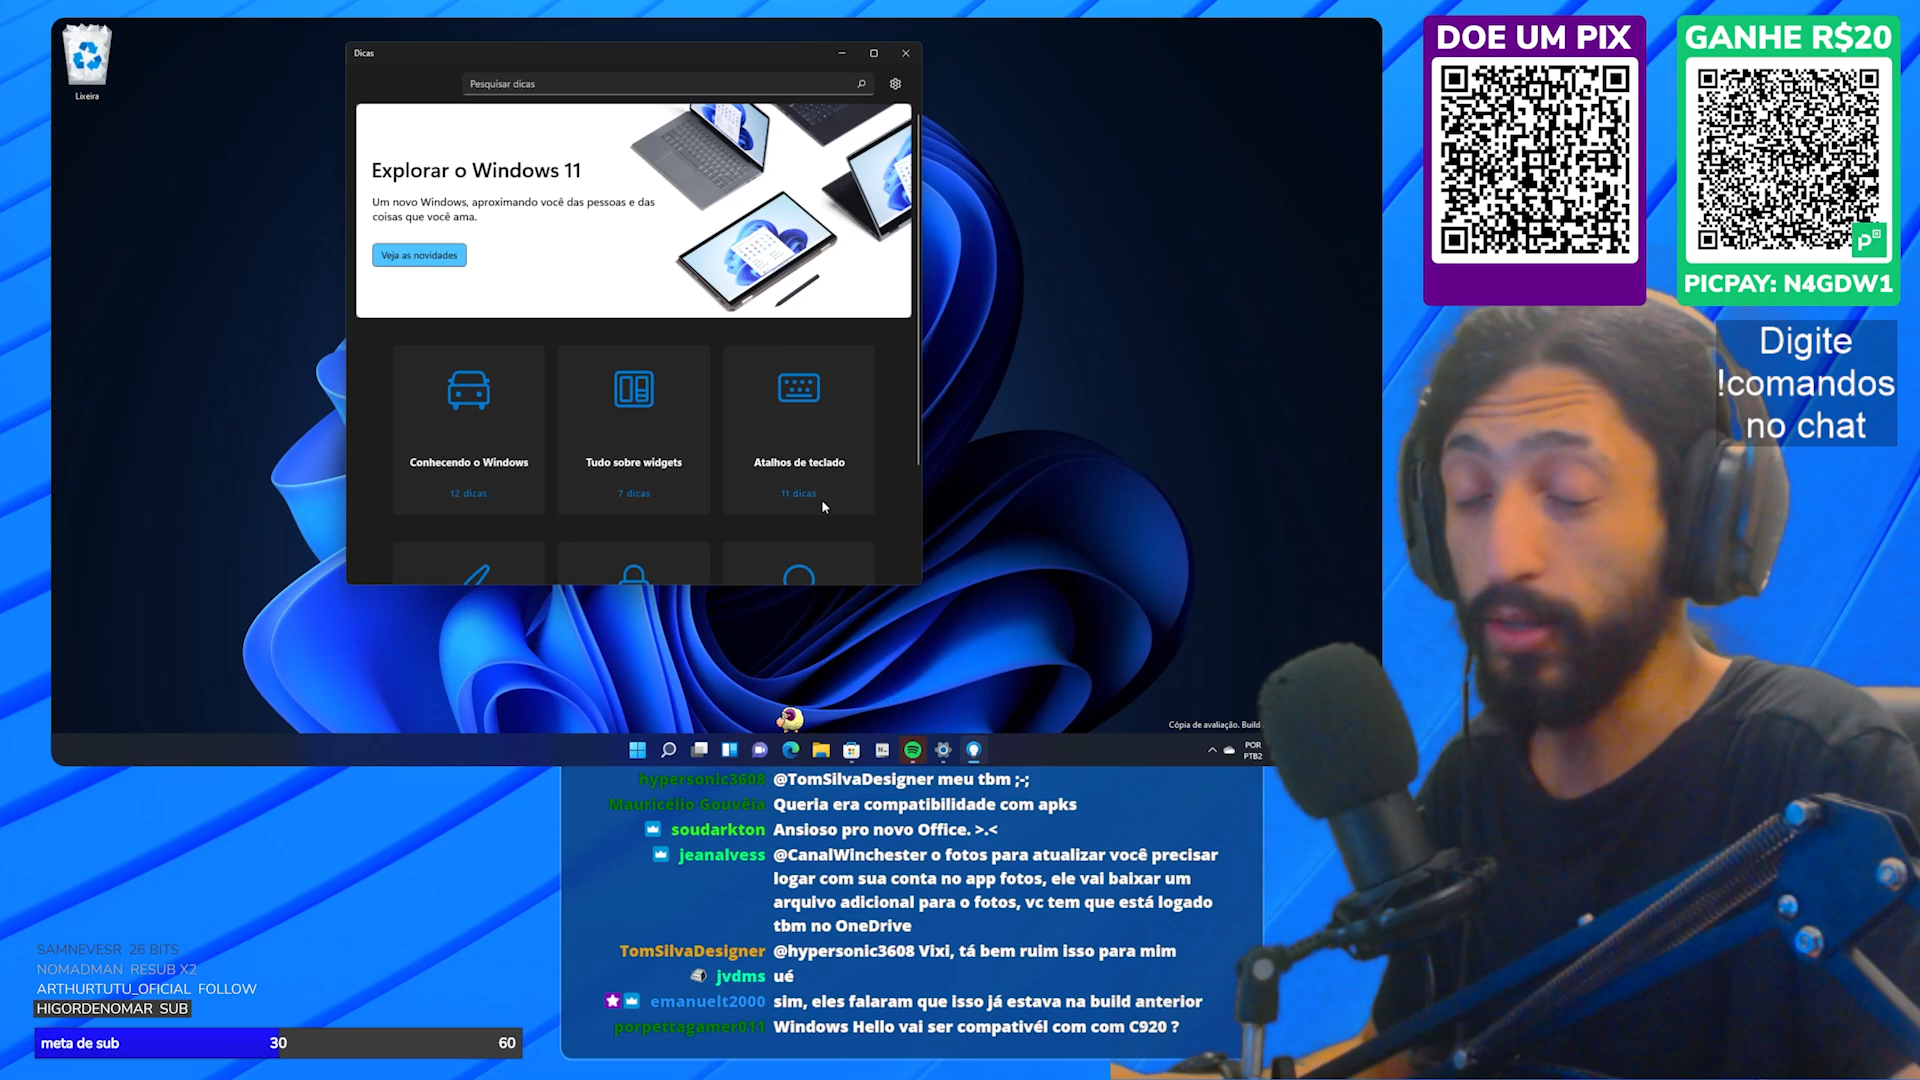 Lixeira
Dicas
Pesquisar dicas
Explorar o Windows 11
Um novo Windows, aproximando você das pessoas e das
coisas que você ama.
Veja as novidades
Conhecendo o Windows
12 dicas
Tudo sobre widgets
7 dicas
Atalhos de teclado
11 dicas
Cópia de avaliação. Build
POR
PTB2
DOE UM PIX
GANHE R$20
PICPAY: N4GDW1
Digite
!comandos
no chat
hypersonic3608 @TomSilvaDesigner meu tbm ;-;
Mauricélio Gouvêia Queria era compatibilidade com apks
soudarkton Ansioso pro novo Office. >.<
jeanalvess @CanalWinchester o fotos para atualizar você precisar
logar com sua conta no app fotos, ele vai baixar um
arquivo adicional para o fotos, vc tem que está logado
tbm no OneDrive
TomSilvaDesigner @hypersonic3608 Vixi, tá bem ruim isso para mim
jvdms ué
emanuelt2000 sim, eles falaram que isso já estava na build anterior
porpettagamer011 Windows Hello vai ser compativél com com C920 ?
SAMNEVESR 26 BITS
NOMADMAN RESUB X2
ARTHURTUTU_OFICIAL FOLLOW
HIGORDENOMAR SUB
meta de sub 30 60